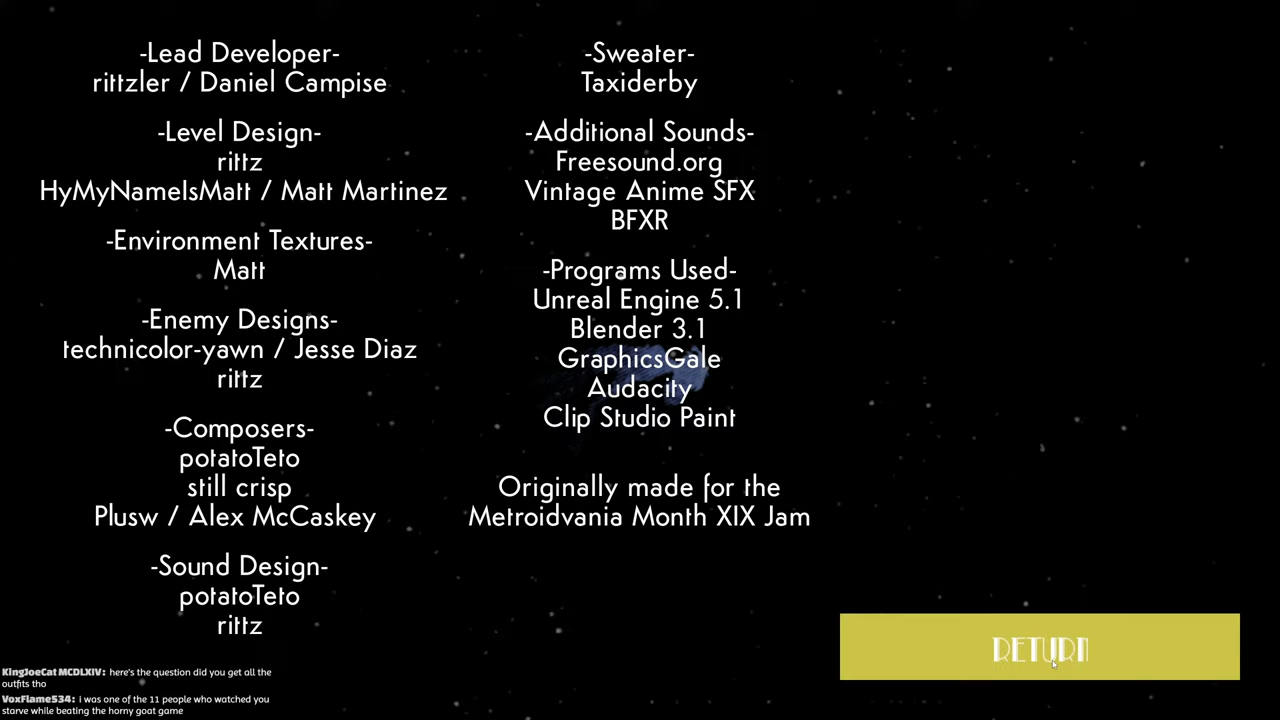 -Lead Developer-
rittzler / Daniel Campise
-Level Design-
rittz
HyMyNameIsMatt / Matt Martinez
-Environment Textures-
Matt
-Enemy Designs-
technicolor-yawn / Jesse Diaz
rittz
-Composers-
potatoTeto
still crisp
Plusw / Alex McCaskey
-Sound Design-
potatoTeto
rittz
-Sweater-
Taxiderby
-Additional Sounds-
Freesound.org
Vintage Anime SFX
BFXR
-Programs Used-
Unreal Engine 5.1
Blender 3.1
GraphicsGale
Audacity
Clip Studio Paint
Originally made for the
Metroidvania Month XIX Jam
RETURN
KingJoeCat MCDLXIV: here's the question did you get all the
outfits tho
VoxFlame534: i was one of the 11 people who watched you
starve while beating the horny goat game